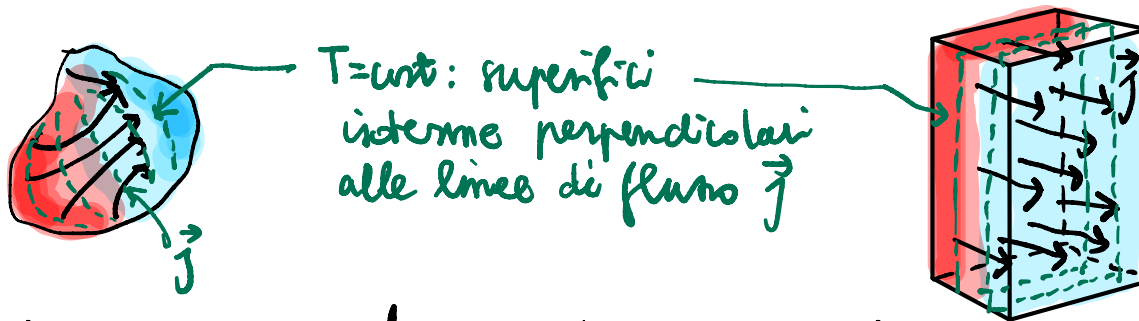 T=cost: superfici
isoterme perpendicolari
alle linee di flusso j⃗
j⃗
j⃗